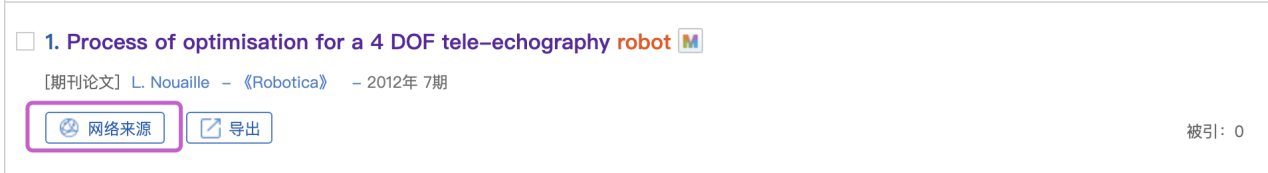 1. Process of optimisation for a 4 DOF tele-echography robot M
[期刊论文] L. Nouaille - 《Robotica》 - 2012年 7期
网络来源 导出
被引：0